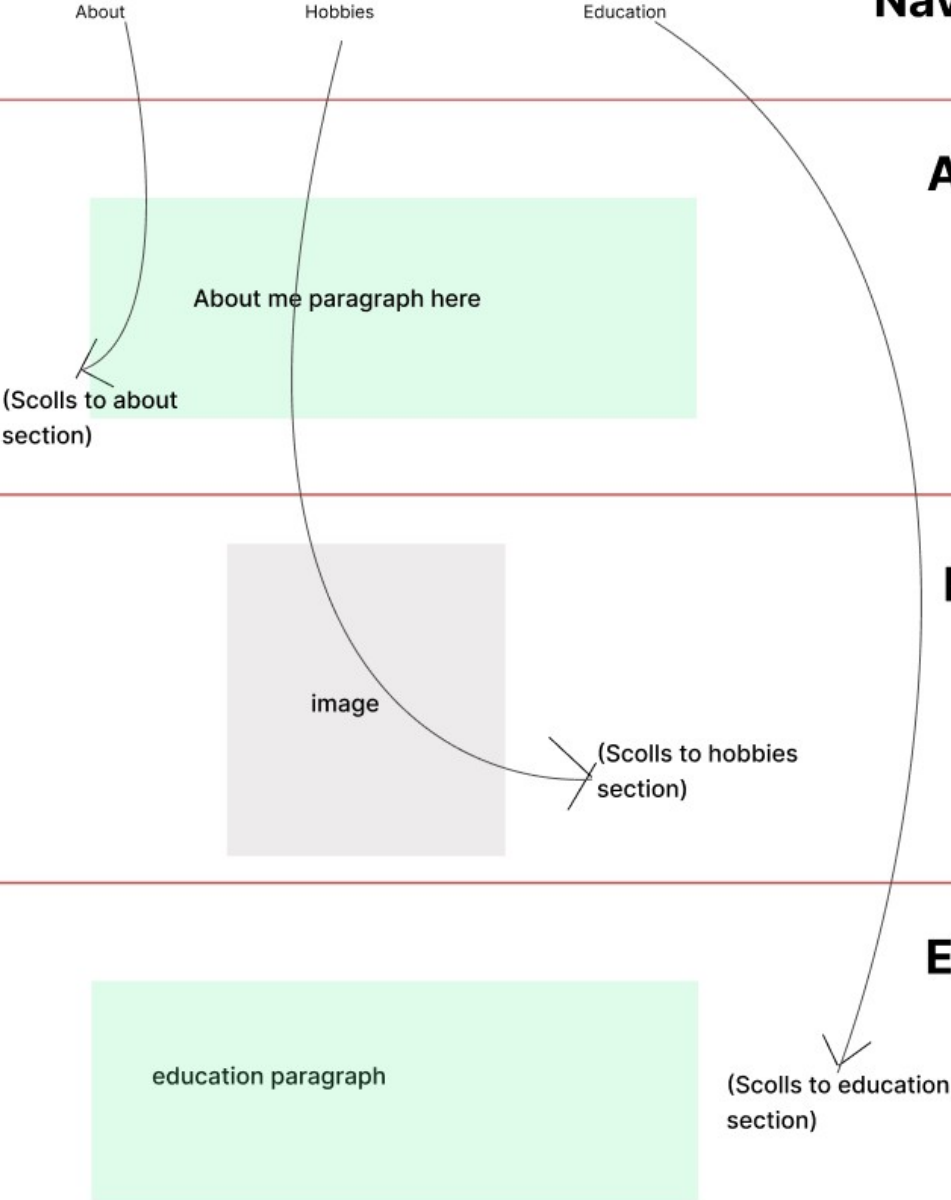 About
Hobbies
Education
Nav
A
About me paragraph here
(Scolls to about
section)
image
(Scolls to hobbies
section)
E
education paragraph
(Scolls to education
section)